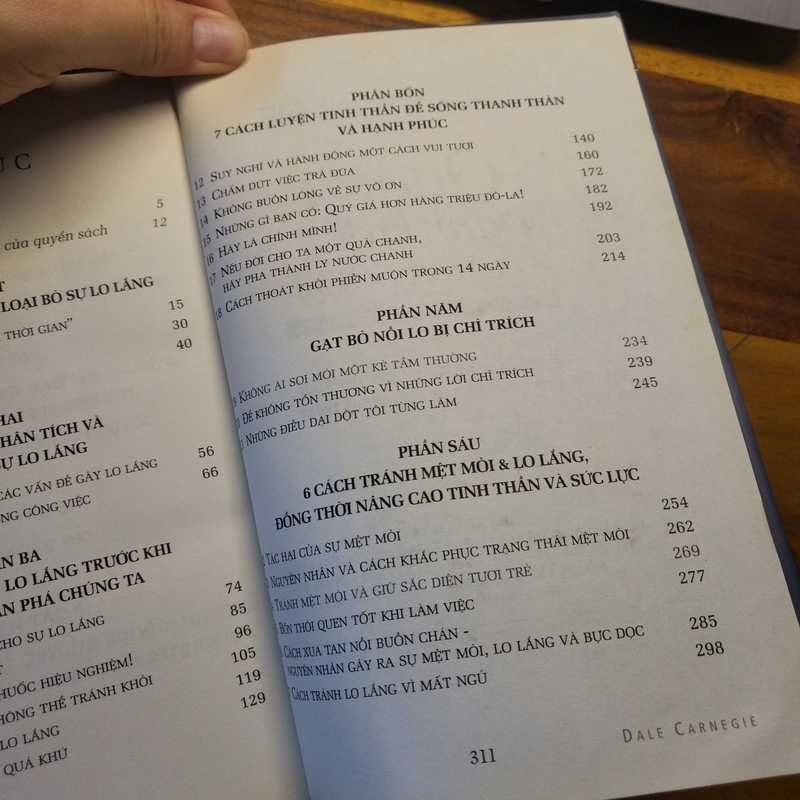 ỤC
5
của quyển sách 12
LOẠI BỎ SỰ LO LẮNG
THỜI GIAN” 15
30
40
HAI
PHÂN TÍCH VÀ
SỰ LO LẮNG
CÁC VẤN ĐỀ GÂY LO LẮNG 56
CÔNG VIỆC 66
BA
LO LẮNG TRƯỚC KHI
PHÁ CHÚNG TA
CHO SỰ LO LẮNG 74
85
THUỐC HIỆU NGHIỆM! 96
KHÔNG THỂ TRÁNH KHỎI 105
LO LẮNG 119
QUÁ KHỨ 129
PHẦN BỐN
7 CÁCH LUYỆN TINH THẦN ĐỂ SỐNG THANH THẢN
VÀ HẠNH PHÚC
12 SUY NGHĨ VÀ HÀNH ĐỘNG MỘT CÁCH VUI TƯƠI 140
13 CHẤM DỨT VIỆC TRẢ ĐŨA 160
14 KHÔNG BUỒN LÒNG VỀ SỰ VÔ ƠN 172
15 NHỮNG GÌ BẠN CÓ: QUÝ GIÁ HƠN HÀNG TRIỆU ĐÔ-LA! 182
16 HÃY LÀ CHÍNH MÌNH! 192
17 NẾU ĐỜI CHO TA MỘT QUẢ CHANH,
HÃY PHA THÀNH LY NƯỚC CHANH 203
18 CÁCH THOÁT KHỎI PHIỀN MUỘN TRONG 14 NGÀY 214
PHẦN NĂM
GẠT BỎ NỖI LO BỊ CHỈ TRÍCH
KHÔNG AI SOI MÓI MỘT KẺ TẦM THƯỜNG 234
ĐỂ KHÔNG TỔN THƯƠNG VÌ NHỮNG LỜI CHỈ TRÍCH 239
NHỮNG ĐIỀU DẠI DỘT TÔI TỪNG LÀM 245
PHẦN SÁU
6 CÁCH TRÁNH MỆT MỎI & LO LẮNG,
ĐỒNG THỜI NÂNG CAO TINH THẦN VÀ SỨC LỰC
TÁC HẠI CỦA SỰ MỆT MỎI 254
NGUYÊN NHÂN VÀ CÁCH KHẮC PHỤC TRẠNG THÁI MỆT MỎI 262
TRÁNH MỆT MỎI VÀ GIỮ SẮC DIỆN TƯƠI TRẺ 269
BỐN THÓI QUEN TỐT KHI LÀM VIỆC 277
CÁCH XUA TAN NỖI BUỒN CHÁN -
NGUYÊN NHÂN GÂY RA SỰ MỆT MỎI, LO LẮNG VÀ BỰC DỌC 285
CÁCH TRÁNH LO LẮNG VÌ MẤT NGỦ 298
311
DALE CARNEGIE